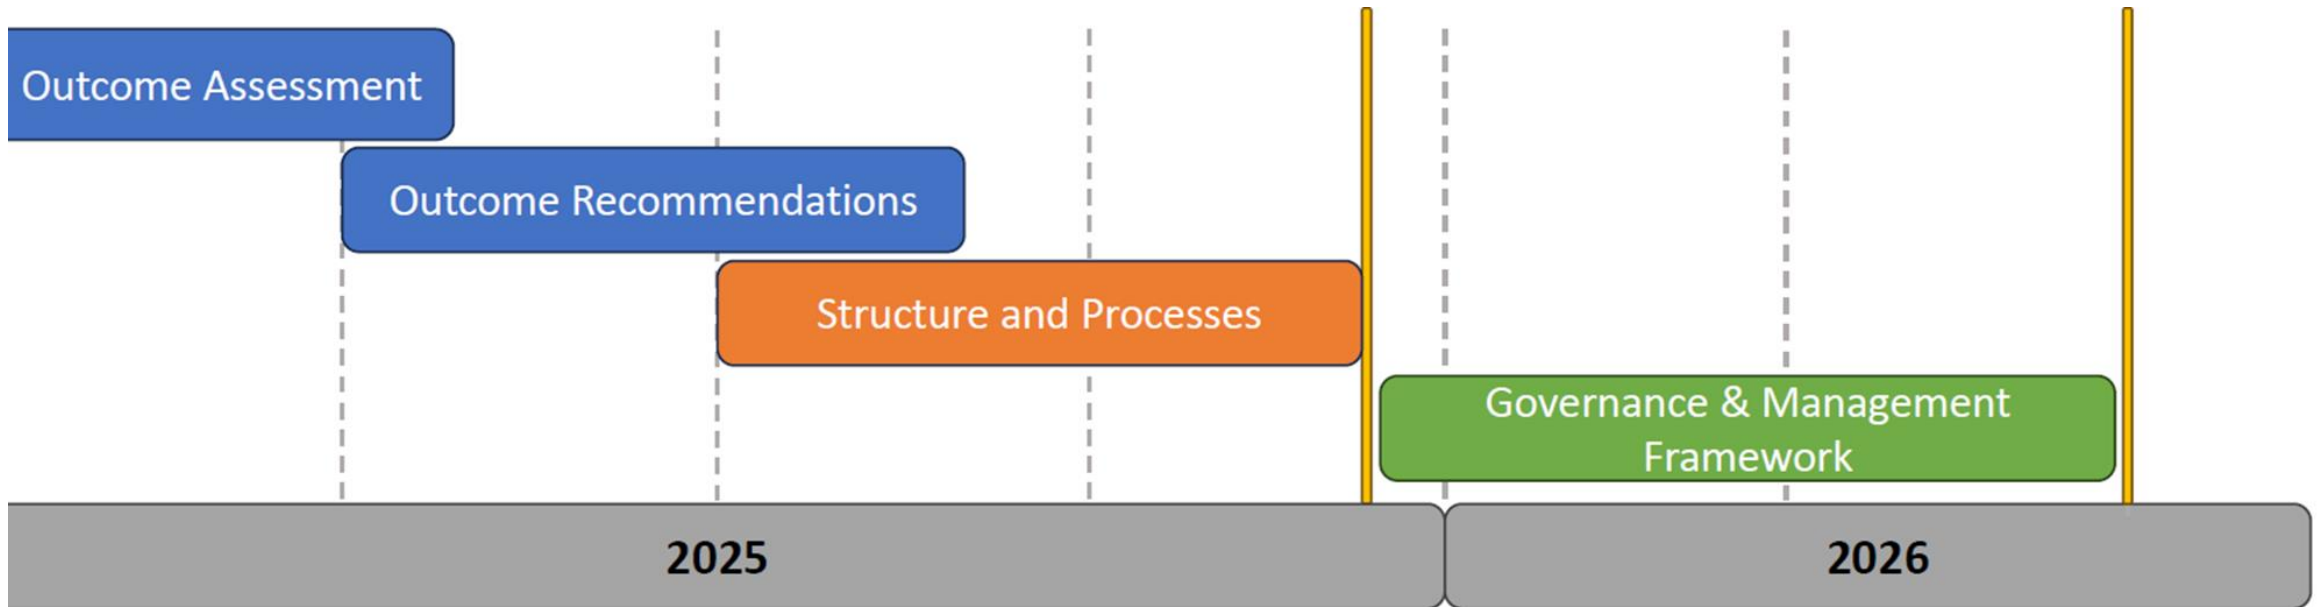 Outcome Assessment
Outcome Recommendations
Structure and Processes
Governance & Management
Framework
2025
2026